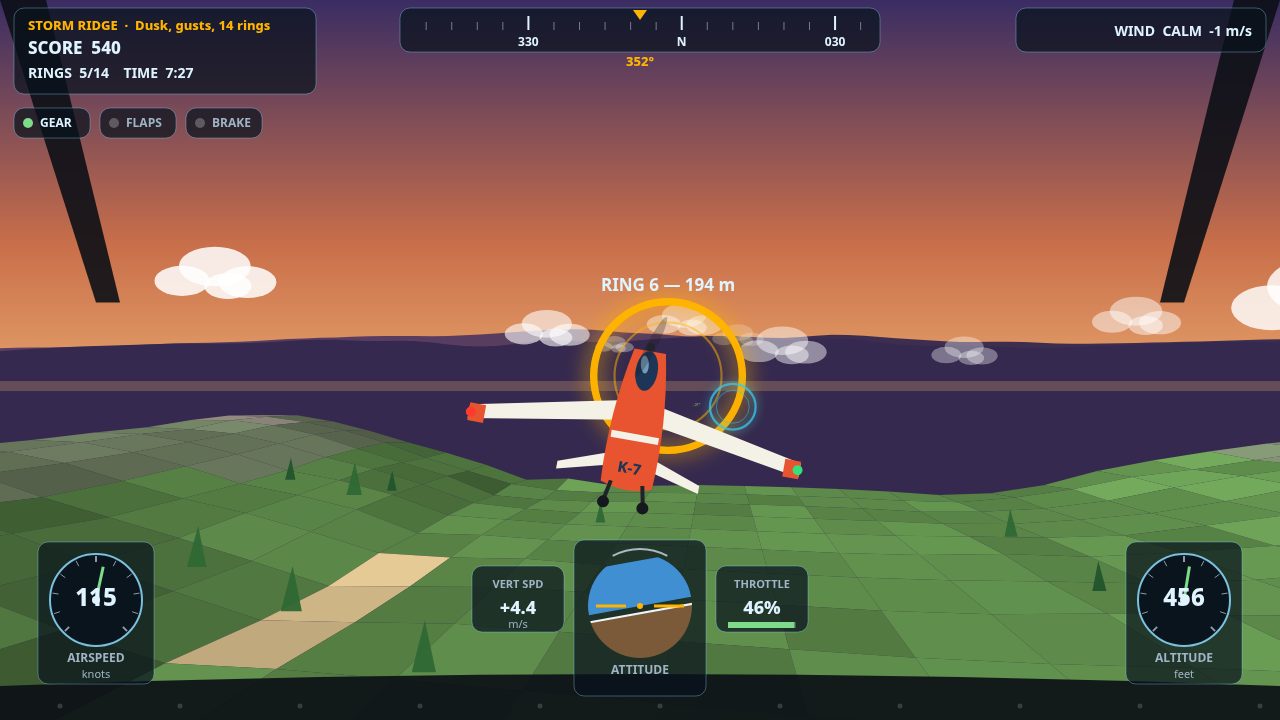 STORM RIDGE · Dusk, gusts, 14 rings
SCORE 540
RINGS 5/14 TIME 7:27
GEAR FLAPS BRAKE
330 N 030
352°
WIND CALM -1 m/s
RING 6 — 194 m
K-7
115
AIRSPEED
knots
VERT SPD
+4.4
m/s
ATTITUDE
THROTTLE
46%
456
ALTITUDE
feet